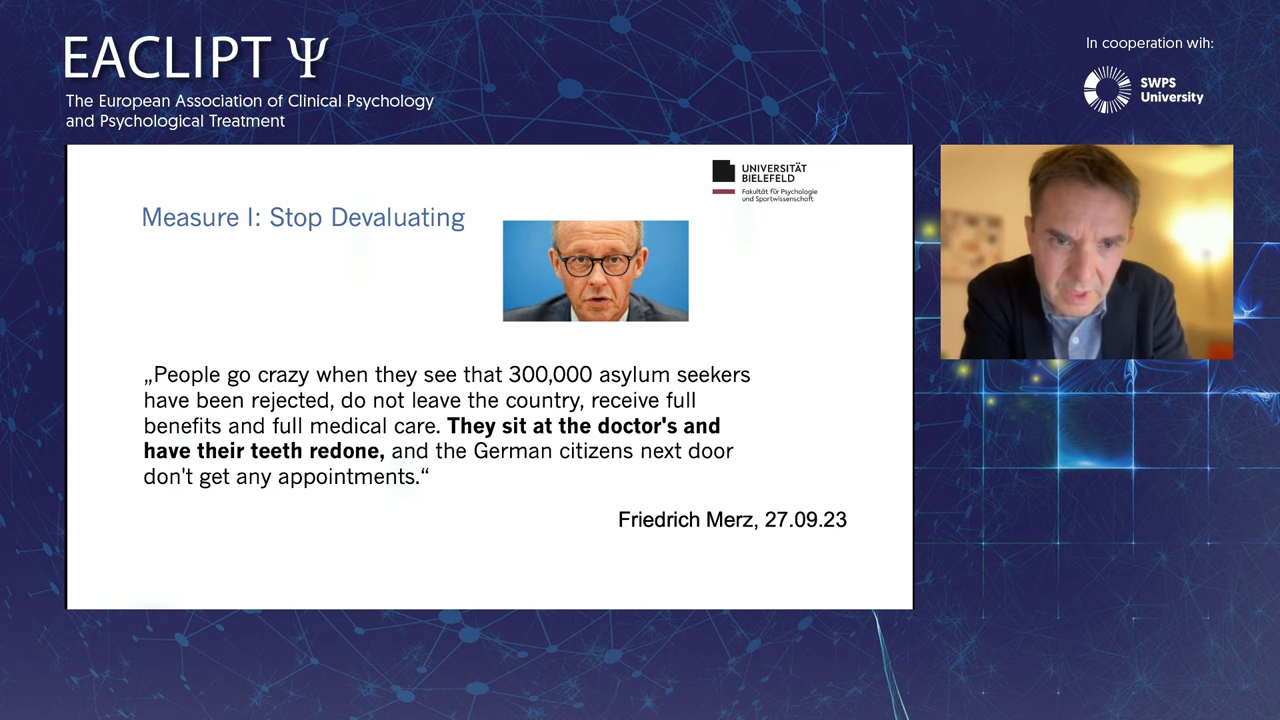 EACLIPT Ψ
The European Association of Clinical Psychology
and Psychological Treatment
In cooperation wih:
SWPS
University
UNIVERSITÄT
BIELEFELD
Fakultät für Psychologie
und Sportwissenschaft
Measure I: Stop Devaluating
„People go crazy when they see that 300,000 asylum seekers
have been rejected, do not leave the country, receive full
benefits and full medical care. They sit at the doctor's and
have their teeth redone, and the German citizens next door
don't get any appointments.“
Friedrich Merz, 27.09.23